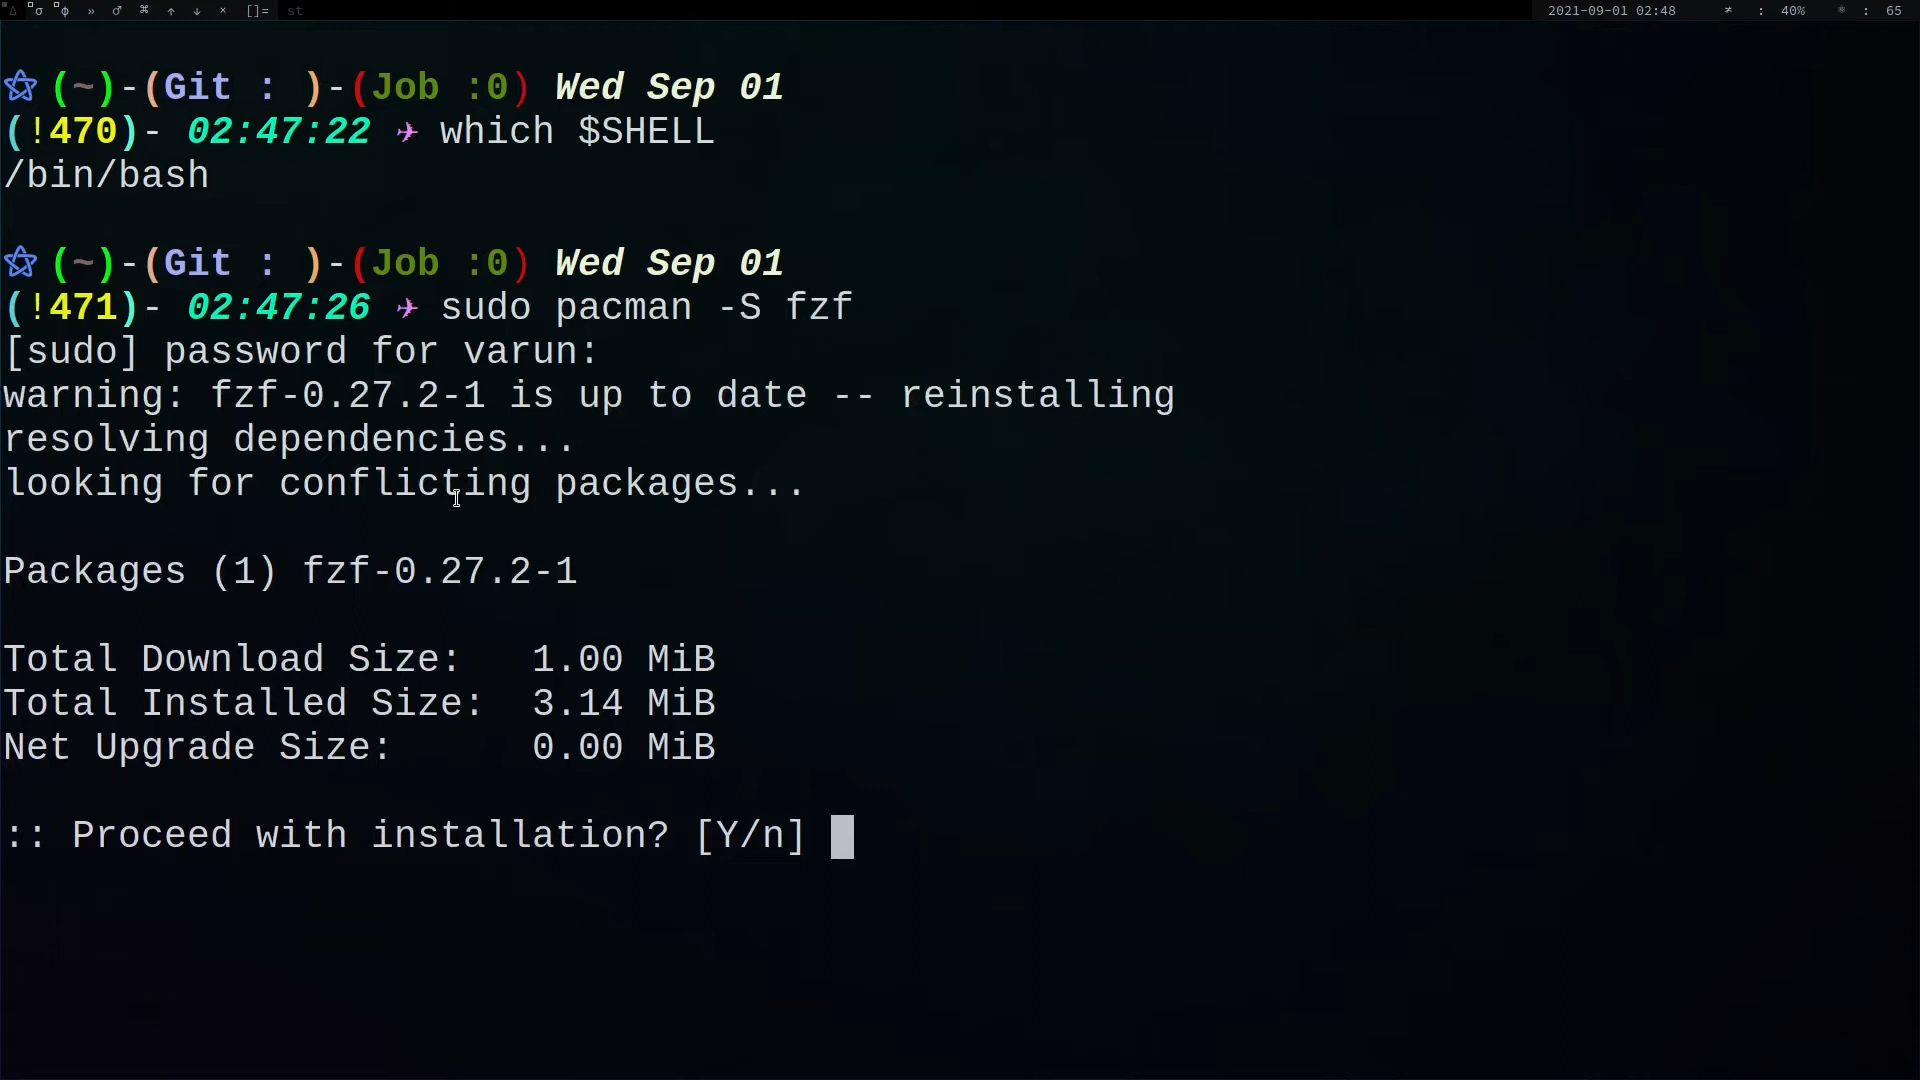 Δ σ ϕ » ♂ ⌘ ↑ ↓ × []= st 2021-09-01 02:48 ≠ : 40% : 65
(~)-(Git : )-(Job :0) Wed Sep 01
(!470)- 02:47:22 ✈ which $SHELL
/bin/bash
(~)-(Git : )-(Job :0) Wed Sep 01
(!471)- 02:47:26 ✈ sudo pacman -S fzf
[sudo] password for varun:
warning: fzf-0.27.2-1 is up to date -- reinstalling
resolving dependencies...
looking for conflicting packages...
Packages (1) fzf-0.27.2-1
Total Download Size:   1.00 MiB
Total Installed Size:  3.14 MiB
Net Upgrade Size:      0.00 MiB
:: Proceed with installation? [Y/n]